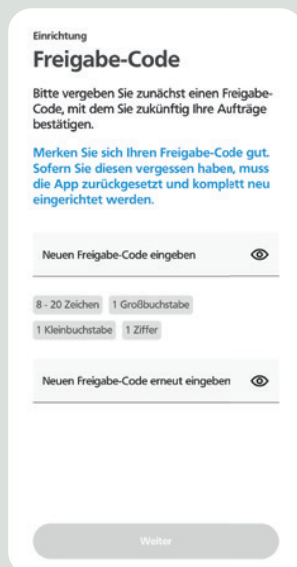 Einrichtung
Freigabe-Code
Bitte vergeben Sie zunächst einen Freigabe-
Code, mit dem Sie zukünftig Ihre Aufträge
bestätigen.
Merken Sie sich Ihren Freigabe-Code gut.
Sofern Sie diesen vergessen haben, muss
die App zurückgesetzt und komplett neu
eingerichtet werden.
Neuen Freigabe-Code eingeben
8 - 20 Zeichen 1 Großbuchstabe
1 Kleinbuchstabe 1 Ziffer
Neuen Freigabe-Code erneut eingeben
Weiter